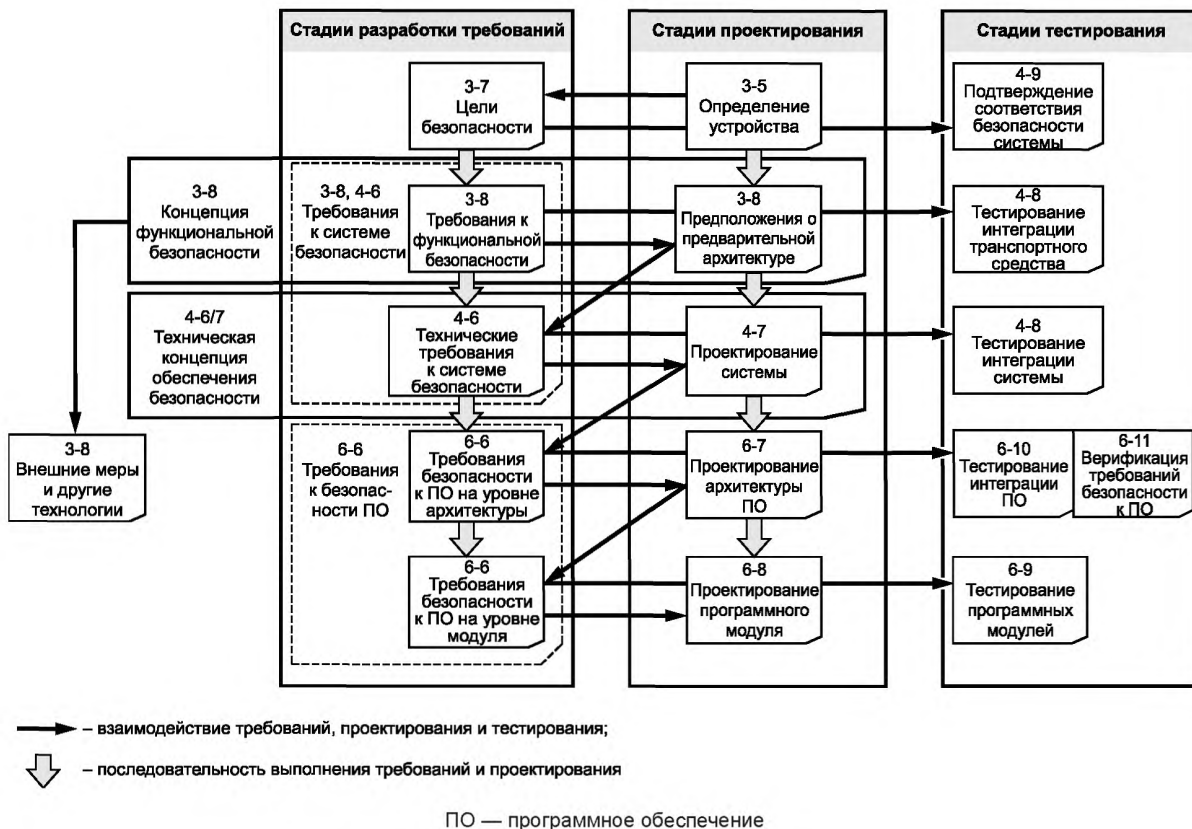 Стадии разработки требований
Стадии проектирования
Стадии тестирования
3-7
Цели
безопасности
3-5
Определение
устройства
4-9
Подтверждение
соответствия
безопасности
системы
3-8
Концепция
функциональной
безопасности
3-8, 4-6
Требования
к системе
безопасности
3-8
Требования к
функциональной
безопасности
3-8
Предположения о
предварительной
архитектуре
4-8
Тестирование
интеграции
транспортного
средства
4-6/7
Техническая
концепция
обеспечения
безопасности
4-6
Технические
требования
к системе
безопасности
4-7
Проектирование
системы
4-8
Тестирование
интеграции
системы
3-8
Внешние меры
и другие
технологии
6-6
Требования
к безопас-
ности ПО
6-6
Требования
безопасности
к ПО на уровне
архитектуры
6-7
Проектирование
архитектуры
ПО
6-10
Тестирование
интеграции
ПО
6-11
Верификация
требований
безопасности
к ПО
6-6
Требования
безопасности
к ПО на уровне
модуля
6-8
Проектирование
программного
модуля
6-9
Тестирование
программных
модулей
– взаимодействие требований, проектирования и тестирования;
– последовательность выполнения требований и проектирования
ПО — программное обеспечение